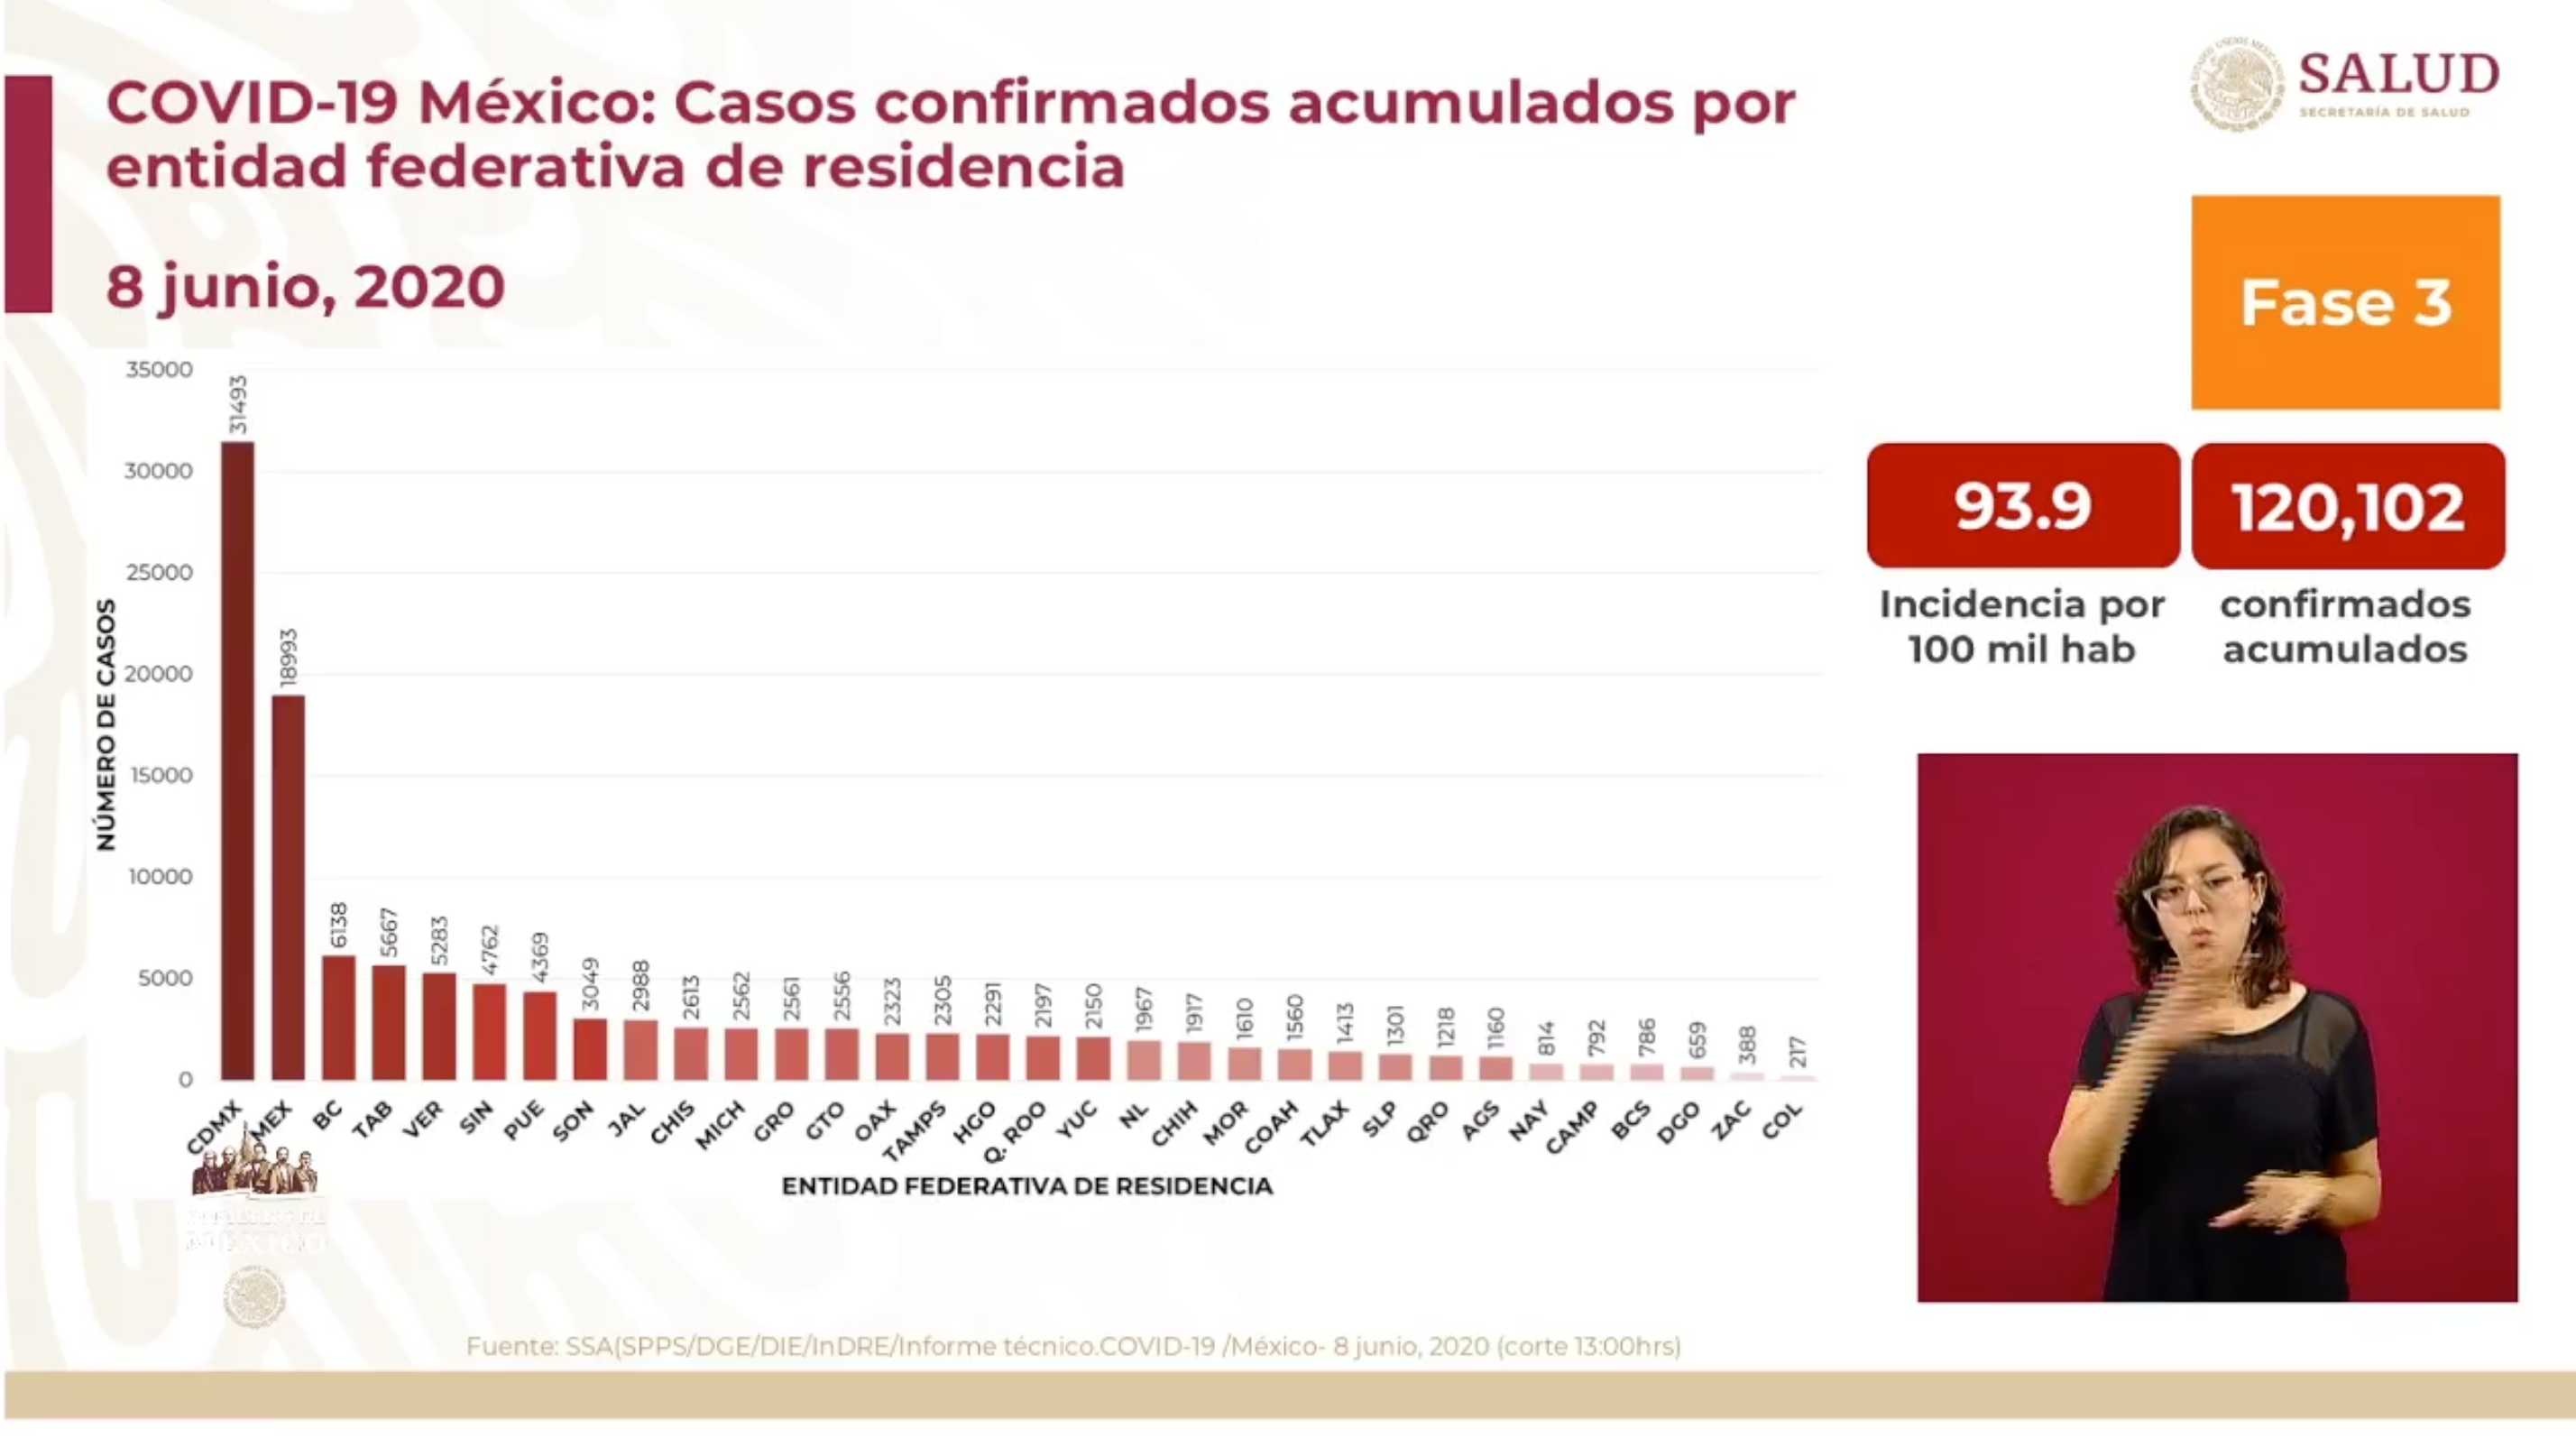 COVID-19 México: Casos confirmados acumulados por
entidad federativa de residencia
8 junio, 2020
SALUD
SECRETARÍA DE SALUD
Fase 3
93.9
Incidencia por
100 mil hab
120,102
confirmados
acumulados
NÚMERO DE CASOS
35000
30000
25000
20000
15000
10000
5000
0
31493
18993
6138
5667
5283
4762
4369
3049
2988
2613
2562
2561
2556
2323
2305
2291
2197
2150
1967
1917
1610
1560
1413
1301
1218
1160
814
792
786
659
388
217
CDMX
MEX
BC
TAB
VER
SIN
PUE
SON
JAL
CHIS
MICH
GRO
GTO
OAX
TAMPS
HGO
Q. ROO
YUC
NL
CHIH
MOR
COAH
TLAX
SLP
QRO
AGS
NAY
CAMP
BCS
DGO
ZAC
COL
ENTIDAD FEDERATIVA DE RESIDENCIA
GOBIERNO DE
MÉXICO
Fuente: SSA(SPPS/DGE/DIE/InDRE/Informe técnico.COVID-19 /México- 8 junio, 2020 (corte 13:00hrs)